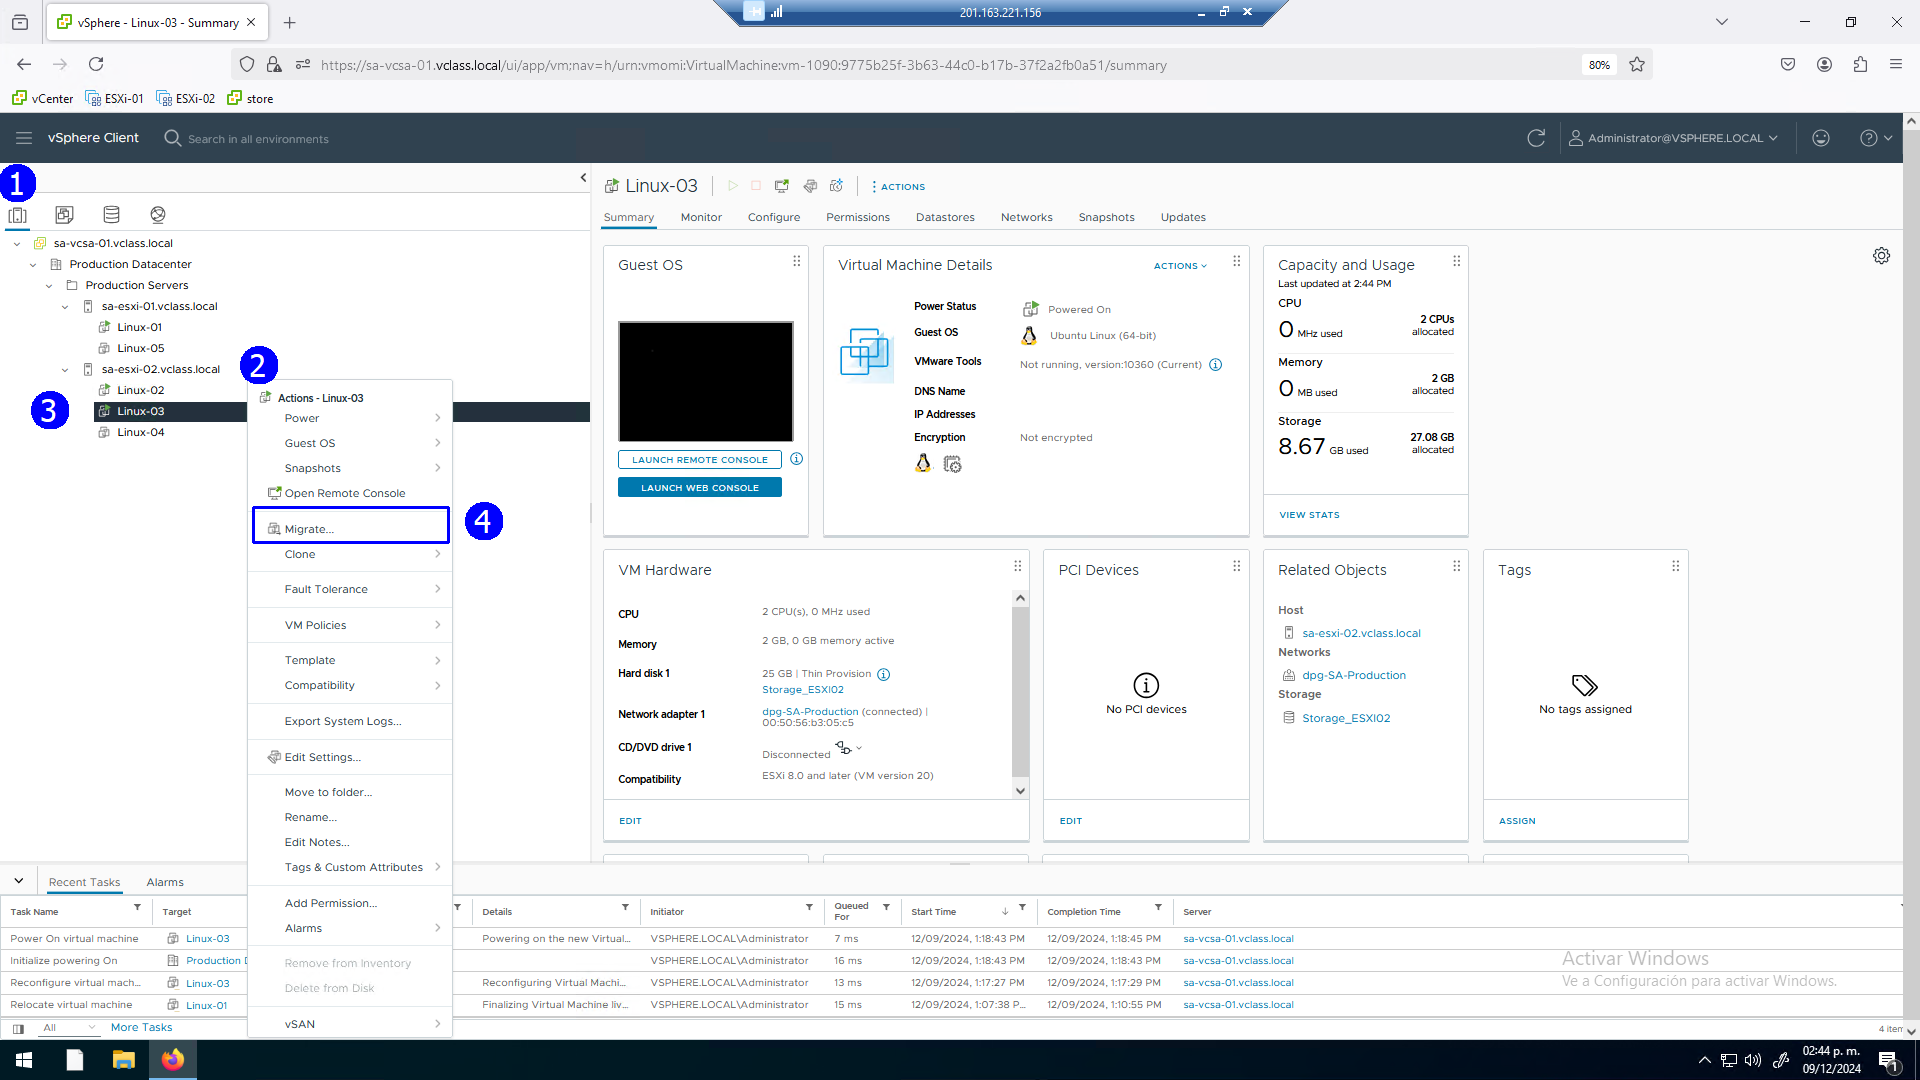 vSphere - Linux-03 - Summary
201.163.221.156
https://sa-vcsa-01.vclass.local/ui/app/vm;nav=h/urn:vmomi:VirtualMachine:vm-1090:9775b25f-3b63-44c0-b17b-37f2a2fb0a51/summary
80%
vCenter ESXi-01 ESXi-02 store
vSphere Client
Search in all environments
Administrator@VSPHERE.LOCAL
1
sa-vcsa-01.vclass.local
Production Datacenter
Production Servers
sa-esxi-01.vclass.local
Linux-01
Linux-05
sa-esxi-02.vclass.local
Linux-02
Linux-03
Linux-04
2
3
4
Actions - Linux-03
Power
Guest OS
Snapshots
Open Remote Console
Migrate...
Clone
Fault Tolerance
VM Policies
Template
Compatibility
Export System Logs...
Edit Settings...
Move to folder...
Rename...
Edit Notes...
Tags & Custom Attributes
Add Permission...
Alarms
Remove from Inventory
Delete from Disk
vSAN
Linux-03
ACTIONS
Summary Monitor Configure Permissions Datastores Networks Snapshots Updates
Guest OS
LAUNCH REMOTE CONSOLE
LAUNCH WEB CONSOLE
Virtual Machine Details
ACTIONS
Power Status Powered On
Guest OS Ubuntu Linux (64-bit)
VMware Tools Not running, version:10360 (Current)
DNS Name
IP Addresses
Encryption Not encrypted
Capacity and Usage
Last updated at 2:44 PM
CPU
0 MHz used 2 CPUs allocated
Memory
0 MB used 2 GB allocated
Storage
8.67 GB used 27.08 GB allocated
VIEW STATS
VM Hardware
CPU 2 CPU(s), 0 MHz used
Memory 2 GB, 0 GB memory active
Hard disk 1 25 GB | Thin Provision
Storage_ESXI02
Network adapter 1 dpg-SA-Production (connected) |
00:50:56:b3:05:c5
CD/DVD drive 1 Disconnected
Compatibility ESXi 8.0 and later (VM version 20)
EDIT
PCI Devices
No PCI devices
EDIT
Related Objects
Host
sa-esxi-02.vclass.local
Networks
dpg-SA-Production
Storage
Storage_ESXI02
Tags
No tags assigned
ASSIGN
Recent Tasks Alarms
Task Name Target Details Initiator Queued For Start Time Completion Time Server
Power On virtual machine Linux-03 Powering on the new Virtual... VSPHERE.LOCAL\Administrator 7 ms 12/09/2024, 1:18:43 PM 12/09/2024, 1:18:45 PM sa-vcsa-01.vclass.local
Initialize powering On Production VSPHERE.LOCAL\Administrator 16 ms 12/09/2024, 1:18:43 PM 12/09/2024, 1:18:43 PM sa-vcsa-01.vclass.local
Reconfigure virtual mach... Linux-03 Reconfiguring Virtual Machi... VSPHERE.LOCAL\Administrator 13 ms 12/09/2024, 1:17:27 PM 12/09/2024, 1:17:29 PM sa-vcsa-01.vclass.local
Relocate virtual machine Linux-01 Finalizing Virtual Machine liv... VSPHERE.LOCAL\Administrator 15 ms 12/09/2024, 1:07:38 P... 12/09/2024, 1:10:55 PM sa-vcsa-01.vclass.local
All More Tasks
4 item
Activar Windows
Ve a Configuración para activar Windows.
02:44 p. m.
09/12/2024
1